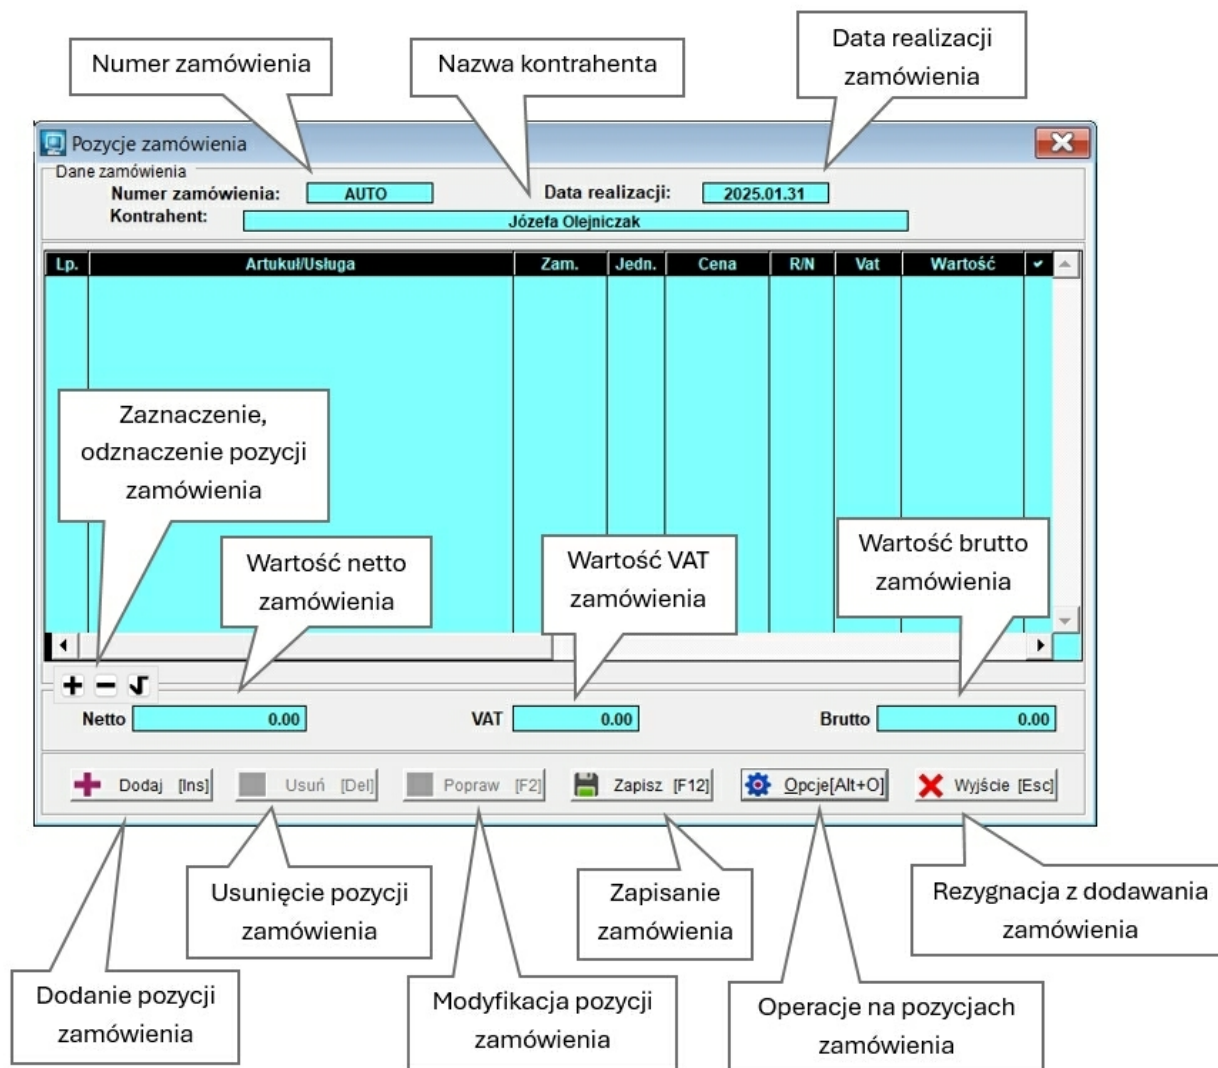 Numer zamówienia
Nazwa kontrahenta
Data realizacji
zamówienia
Pozycje zamówienia
Dane zamówienia
Numer zamówienia: AUTO Data realizacji: 2025.01.31
Kontrahent: Józefa Olejniczak
Lp. Artukuł/Usługa Zam. Jedn. Cena R/N Vat Wartość
Zaznaczenie,
odznaczenie pozycji
zamówienia
Wartość netto
zamówienia
Wartość VAT
zamówienia
Wartość brutto
zamówienia
Netto 0.00 VAT 0.00 Brutto 0.00
Dodaj [Ins] Usuń [Del] Popraw [F2] Zapisz [F12] Opcje[Alt+O] Wyjście [Esc]
Dodanie pozycji
zamówienia
Usunięcie pozycji
zamówienia
Modyfikacja pozycji
zamówienia
Zapisanie
zamówienia
Operacje na pozycjach
zamówienia
Rezygnacja z dodawania
zamówienia